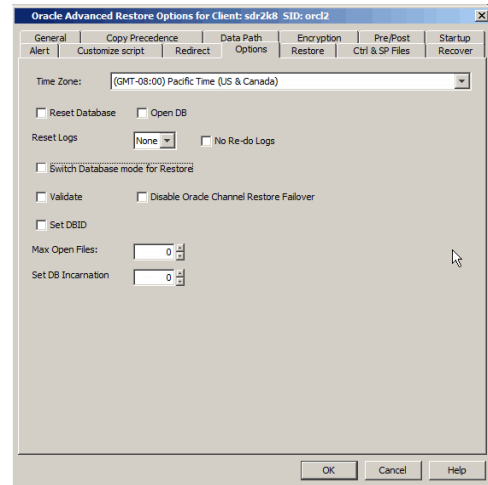 Oracle Advanced Restore Options for Client: sdr2k8 SID: orcl2
General Copy Precedence Data Path Encryption Pre/Post Startup
Alert Customize script Redirect Options Restore Ctrl & SP Files Recover
Time Zone: (GMT-08:00) Pacific Time (US & Canada)
Reset Database Open DB
Reset Logs None No Re-do Logs
Switch Database mode for Restore
Validate Disable Oracle Channel Restore Failover
Set DBID
Max Open Files: 0
Set DB Incarnation 0
OK Cancel Help